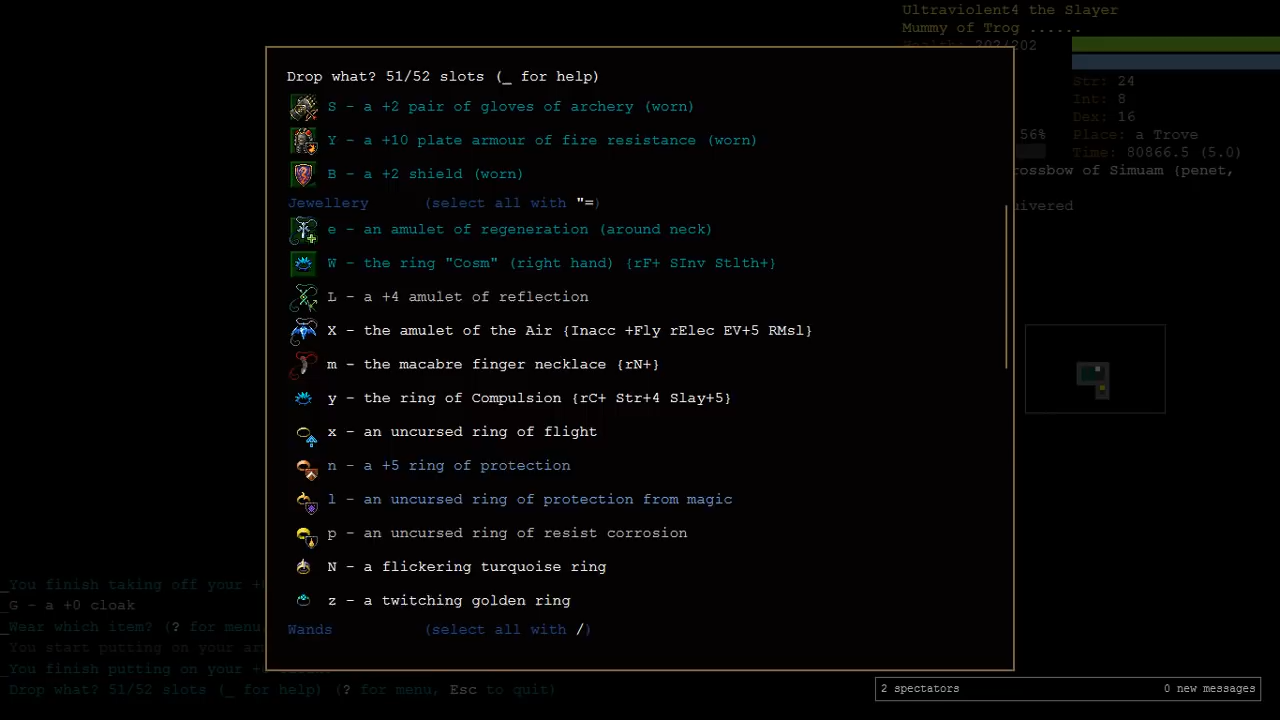 Ultraviolent4 the Slayer
Mummy of Trog ......
Health: 202/202
Str: 24
Int: 8
Dex: 16
56%
Place: a Trove
Time: 80866.5 (5.0)
rossbow of Simuam {penet,
uivered
Drop what? 51/52 slots (_ for help)
S - a +2 pair of gloves of archery (worn)
Y - a +10 plate armour of fire resistance (worn)
B - a +2 shield (worn)
Jewellery (select all with "=)
e - an amulet of regeneration (around neck)
W - the ring "Cosm" (right hand) {rF+ SInv Stlth+}
L - a +4 amulet of reflection
X - the amulet of the Air {Inacc +Fly rElec EV+5 RMsl}
m - the macabre finger necklace {rN+}
y - the ring of Compulsion {rC+ Str+4 Slay+5}
x - an uncursed ring of flight
n - a +5 ring of protection
l - an uncursed ring of protection from magic
p - an uncursed ring of resist corrosion
N - a flickering turquoise ring
z - a twitching golden ring
Wands (select all with /)
_You finish taking off your +
_G - a +0 cloak
_Wear which item? (? for menu,
You start putting on your ar
_You finish putting on your +
Drop what? 51/52 slots (_ for help) (? for menu, Esc to quit)
2 spectators
0 new messages